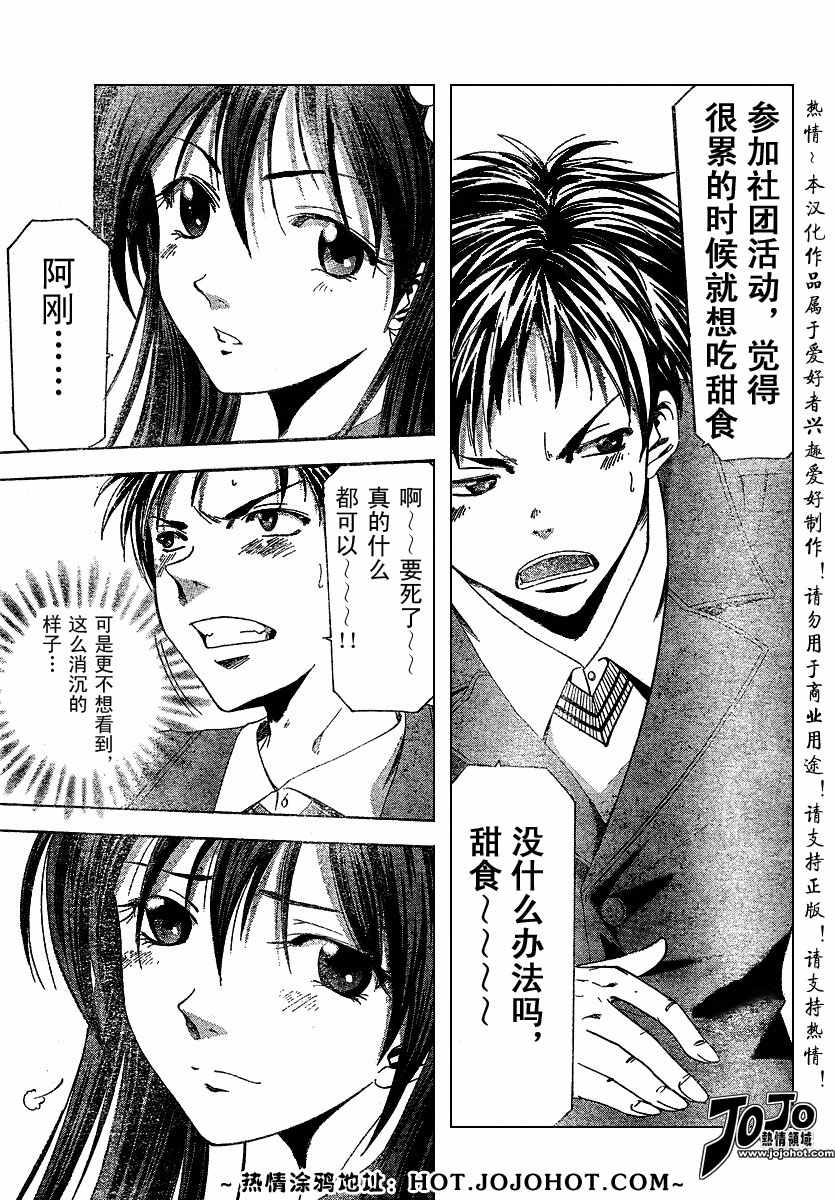 参加社团活动，觉得
很累的时候就想吃甜食
没什么办法吗，
甜食～～～～
阿刚……
啊～～要死了～
真的什么
都可以～～～!!
可是更不想看到，
这么消沉的
样子…
热情～本汉化作品属于爱好者兴趣爱好制作！请勿用于商业用途！请支持正版！请支持热情！
JOJO
熱情領域
www.jojohot.com
~热情涂鸦地址：HOT.JOJOHOT.COM~